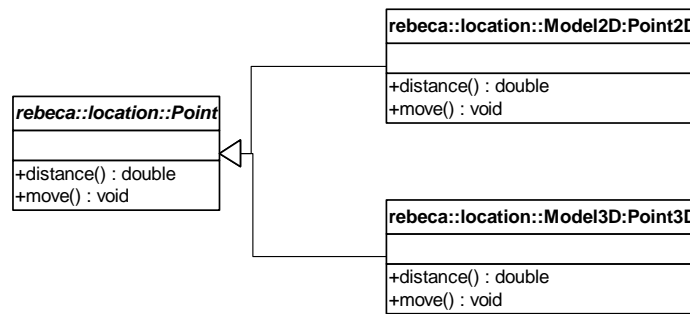 rebeca::location::Model2D:Point2D
+distance() : double
+move() : void
rebeca::location::Point
+distance() : double
+move() : void
rebeca::location::Model3D:Point3D
+distance() : double
+move() : void